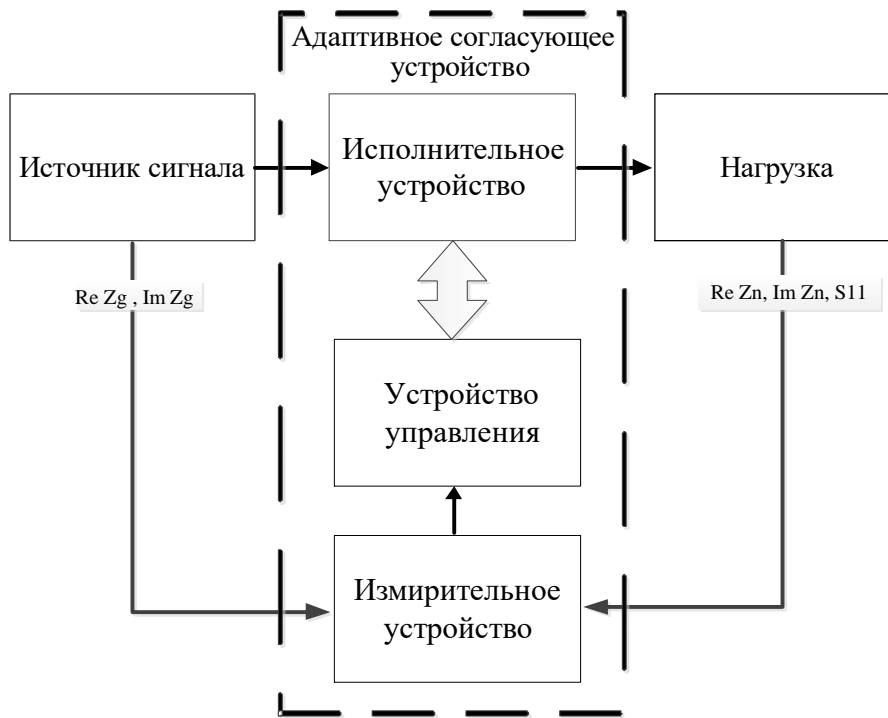 Адаптивное согласующее
устройство
Источник сигнала
Исполнительное
устройство
Нагрузка
Re Zg , Im Zg
Re Zn, Im Zn, S11
Устройство
управления
Измирительное
устройство